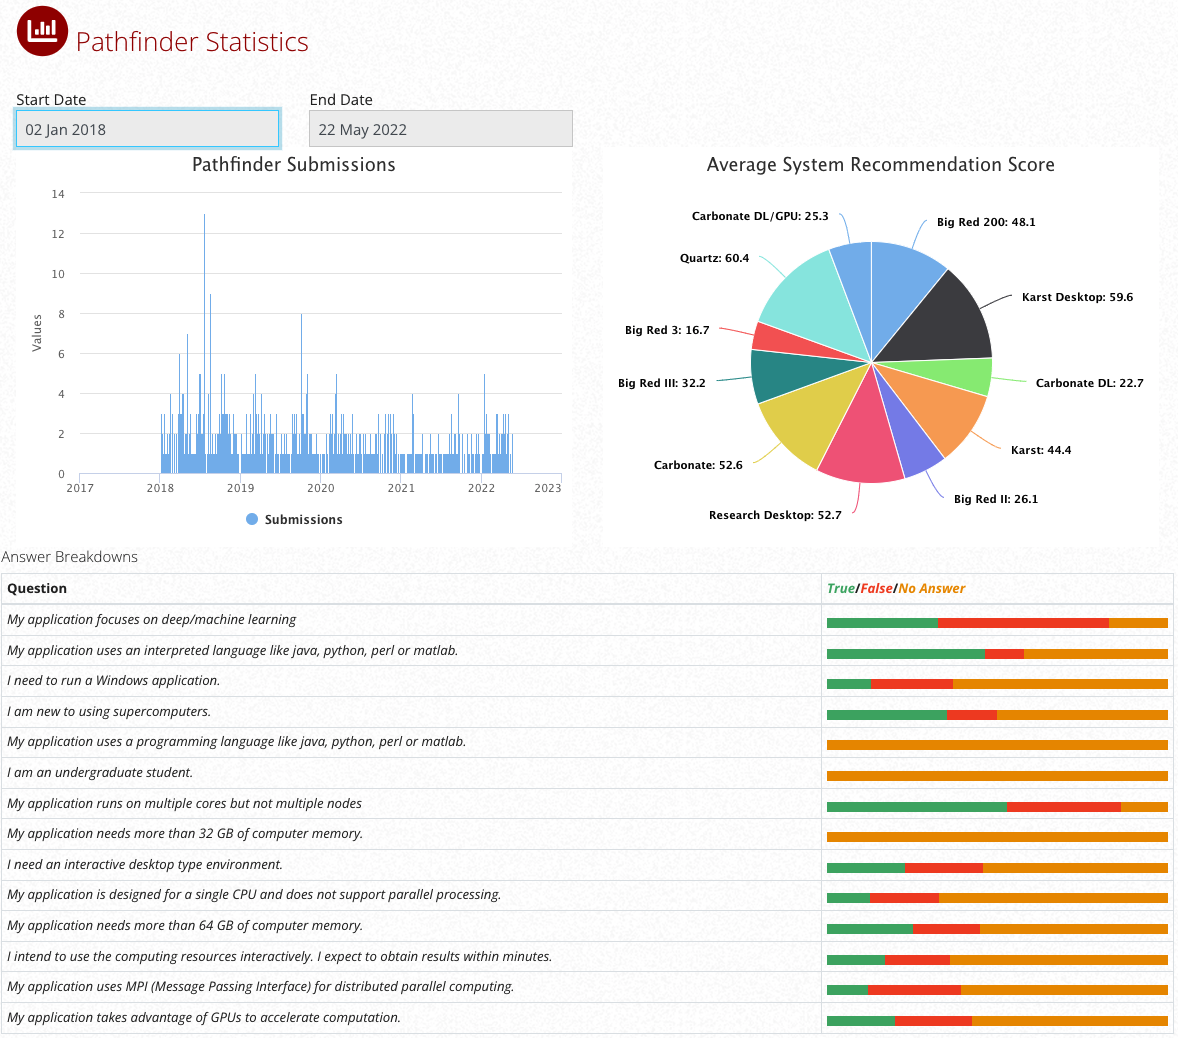 Pathfinder Statistics
Start Date
End Date
02 Jan 2018
22 May 2022
Pathfinder Submissions
Values
14
12
10
8
6
4
2
0
2017 2018 2019 2020 2021 2022 2023
Submissions
Average System Recommendation Score
Carbonate DL/GPU: 25.3
Big Red 200: 48.1
Quartz: 60.4
Karst Desktop: 59.6
Big Red 3: 16.7
Big Red III: 32.2
Carbonate DL: 22.7
Carbonate: 52.6
Karst: 44.4
Big Red II: 26.1
Research Desktop: 52.7
Answer Breakdowns
Question True/False/No Answer
My application focuses on deep/machine learning
My application uses an interpreted language like java, python, perl or matlab.
I need to run a Windows application.
I am new to using supercomputers.
My application uses a programming language like java, python, perl or matlab.
I am an undergraduate student.
My application runs on multiple cores but not multiple nodes
My application needs more than 32 GB of computer memory.
I need an interactive desktop type environment.
My application is designed for a single CPU and does not support parallel processing.
My application needs more than 64 GB of computer memory.
I intend to use the computing resources interactively. I expect to obtain results within minutes.
My application uses MPI (Message Passing Interface) for distributed parallel computing.
My application takes advantage of GPUs to accelerate computation.